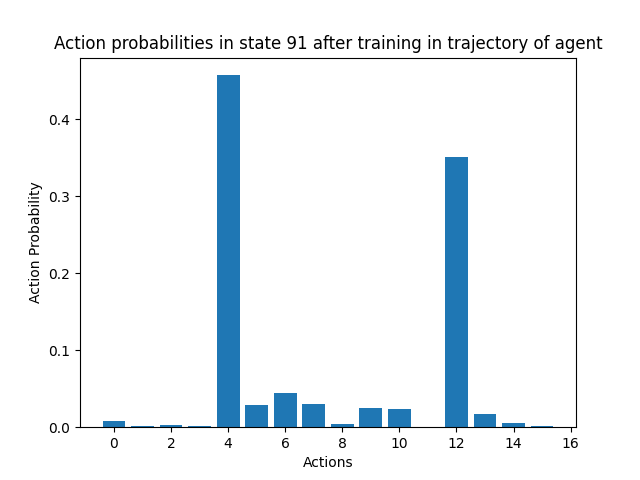 Action probabilities in state 91 after training in trajectory of agent
0.4
0.3
0.2
0.1
0.0
Action Probability
0 2 4 6 8 10 12 14 16
Actions